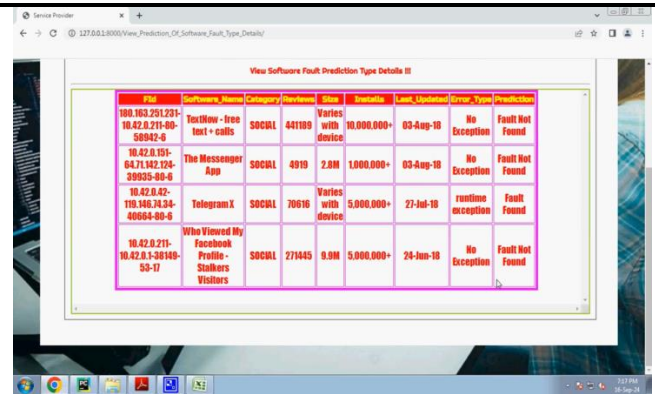 Service Provider
127.0.0.1:8000/View_Prediction_Of_Software_Fault_Type_Details/
View Software Fault Prediction Type Details !!!
FId Software_Name Category Reviews Size Installs Last_Updated Error_Type Prediction
180.163.251.231-10.42.0.211-80-58942-6 TextNow - free text + calls SOCIAL 441189 Varies with device 10,000,000+ 03-Aug-18 No Exception Fault Not Found
10.42.0.151-64.71.142.124-39935-80-6 The Messenger App SOCIAL 4919 2.8M 1,000,000+ 03-Aug-18 No Exception Fault Not Found
10.42.0.42-119.146.74.34-40664-80-6 Telegram X SOCIAL 70616 Varies with device 5,000,000+ 27-Jul-18 runtime exception Fault Found
10.42.0.211-10.42.0.1-38149-53-17 Who Viewed My Facebook Profile - Stalkers Visitors SOCIAL 271445 9.9M 5,000,000+ 24-Jun-18 No Exception Fault Not Found
7:17 PM
16-Sep-24